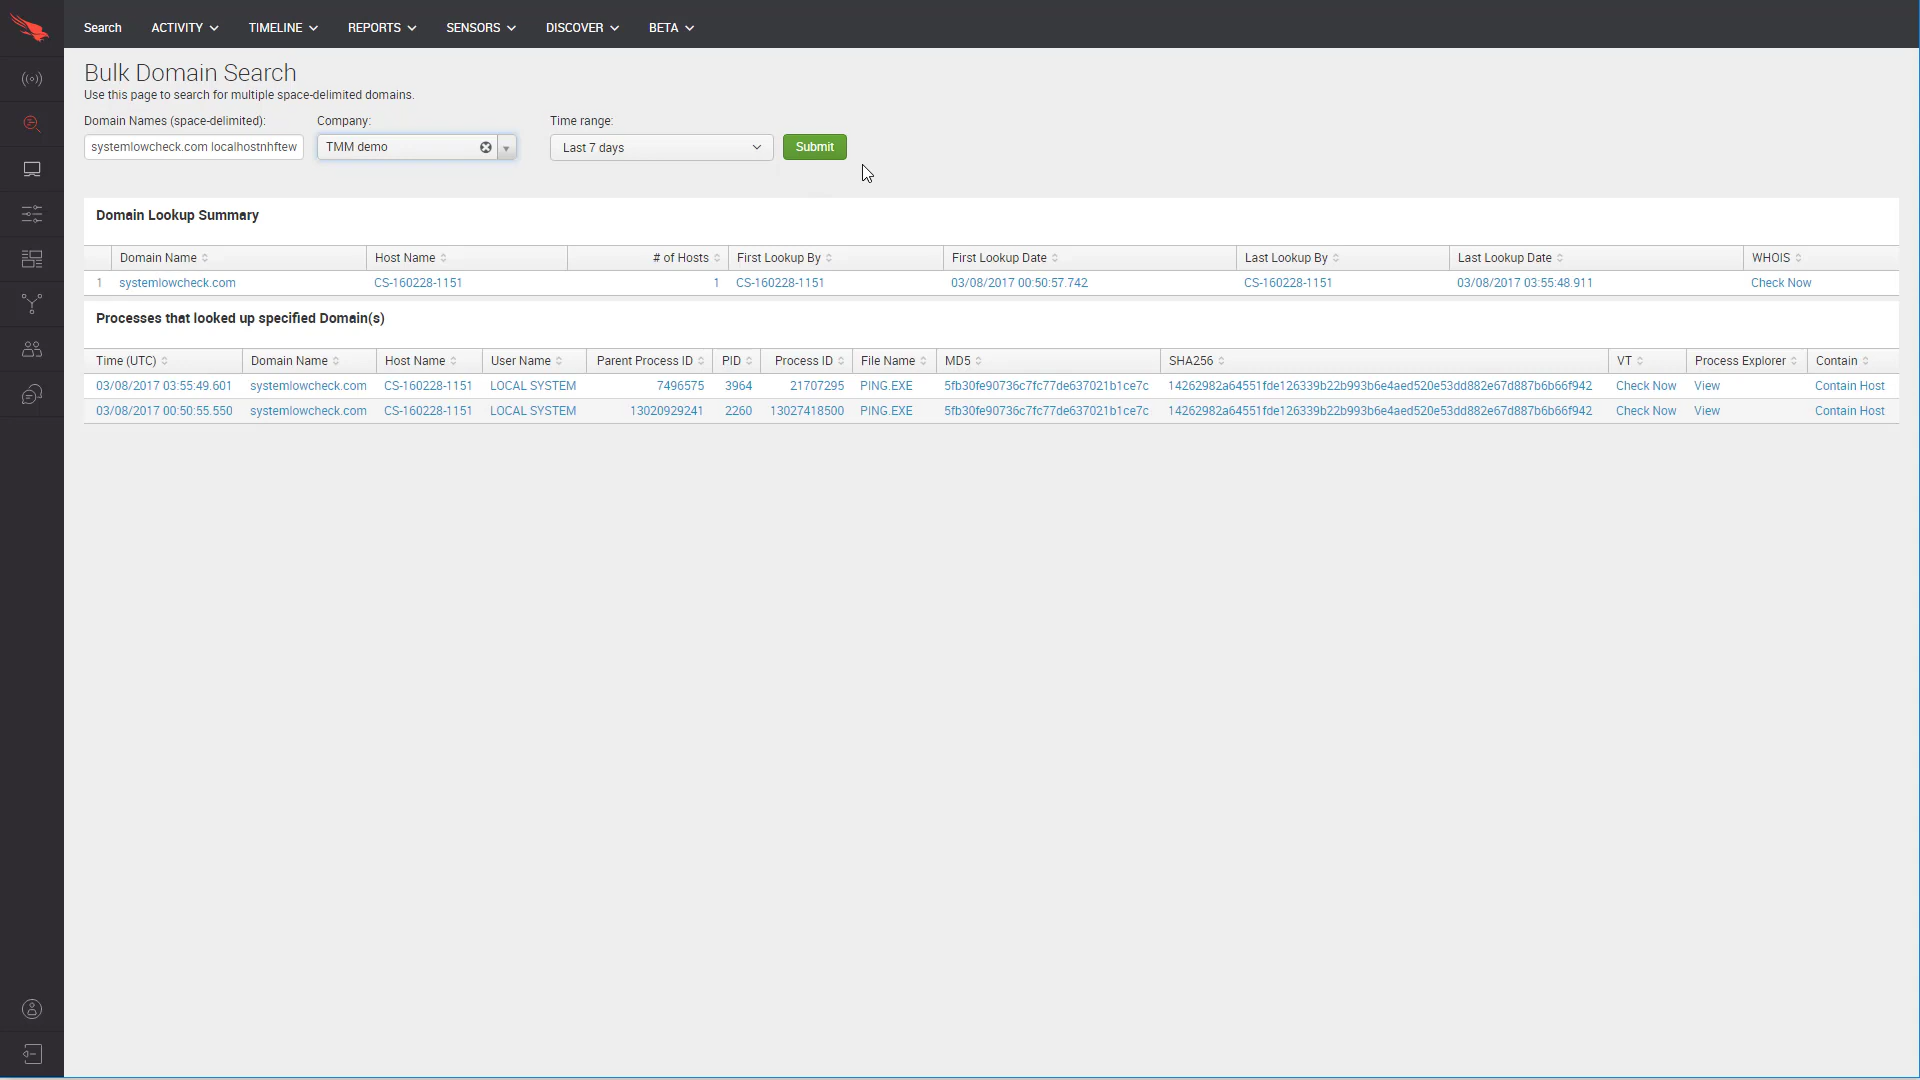 Search ACTIVITY TIMELINE REPORTS SENSORS DISCOVER BETA
Bulk Domain Search
Use this page to search for multiple space-delimited domains.
Domain Names (space-delimited): Company: Time range:
systemlowcheck.com localhostnhftew TMM demo Last 7 days Submit
Domain Lookup Summary
Domain Name Host Name # of Hosts First Lookup By First Lookup Date Last Lookup By Last Lookup Date WHOIS
1 systemlowcheck.com CS-160228-1151 1 CS-160228-1151 03/08/2017 00:50:57.742 CS-160228-1151 03/08/2017 03:55:48.911 Check Now
Processes that looked up specified Domain(s)
Time (UTC) Domain Name Host Name User Name Parent Process ID PID Process ID File Name MD5 SHA256 VT Process Explorer Contain
03/08/2017 03:55:49.601 systemlowcheck.com CS-160228-1151 LOCAL SYSTEM 7496575 3964 21707295 PING.EXE 5fb30fe90736c7fc77de637021b1ce7c 14262982a64551fde126339b22b993b6e4aed520e53dd882e67d887b6b66f942 Check Now View Contain Host
03/08/2017 00:50:55.550 systemlowcheck.com CS-160228-1151 LOCAL SYSTEM 13020929241 2260 13027418500 PING.EXE 5fb30fe90736c7fc77de637021b1ce7c 14262982a64551fde126339b22b993b6e4aed520e53dd882e67d887b6b66f942 Check Now View Contain Host